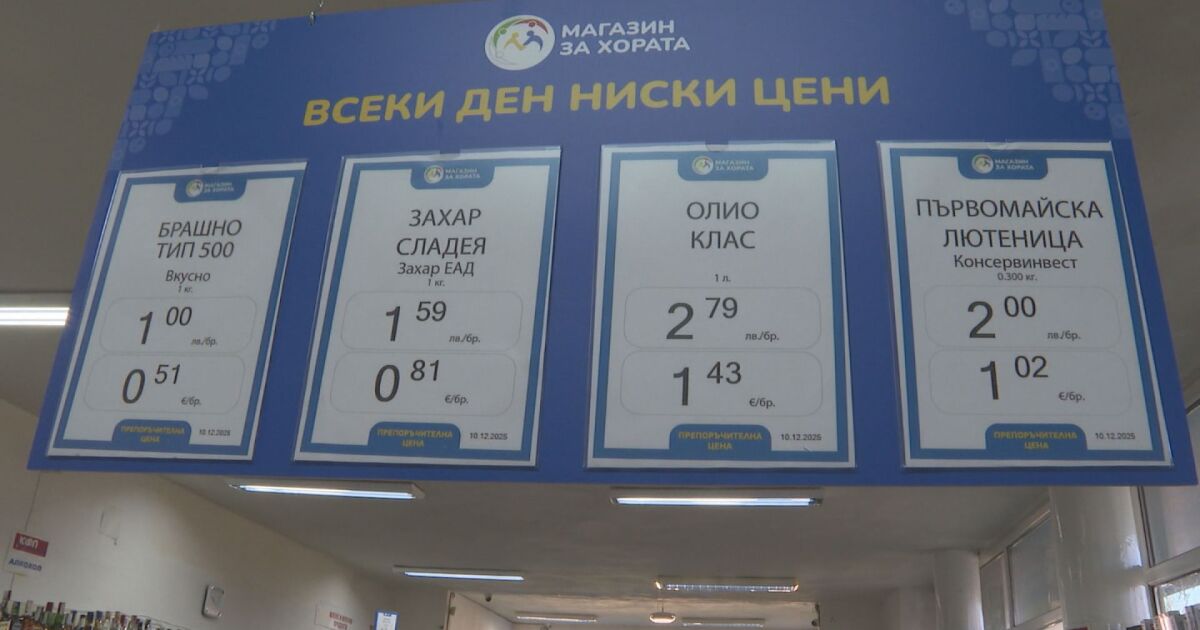 МАГАЗИН
ЗА ХОРАТА
ВСЕКИ ДЕН НИСКИ ЦЕНИ
МАГАЗИН
ЗА ХОРАТА
БРАШНО
ТИП 500
Вкусно
1 кг.
1 00
лв./бр.
0 51
€/бр.
ПРЕПОРЪЧИТЕЛНА
ЦЕНА
10.12.2025
МАГАЗИН
ЗА ХОРАТА
ЗАХАР
СЛАДЕЯ
Захар ЕАД
1 кг.
1 59
лв./бр.
0 81
€/бр.
ПРЕПОРЪЧИТЕЛНА
ЦЕНА
10.12.2025
МАГАЗИН
ЗА ХОРАТА
ОЛИО
КЛАС
1 л.
2 79
лв./бр.
1 43
€/бр.
ПРЕПОРЪЧИТЕЛНА
ЦЕНА
10.12.2025
МАГАЗИН
ЗА ХОРАТА
ПЪРВОМАЙСКА
ЛЮТЕНИЦА
Консервинвест
0.300 кг.
2 00
лв./бр.
1 02
€/бр.
ПРЕПОРЪЧИТЕЛНА
ЦЕНА
10.12.2025
АЛКОХОЛ